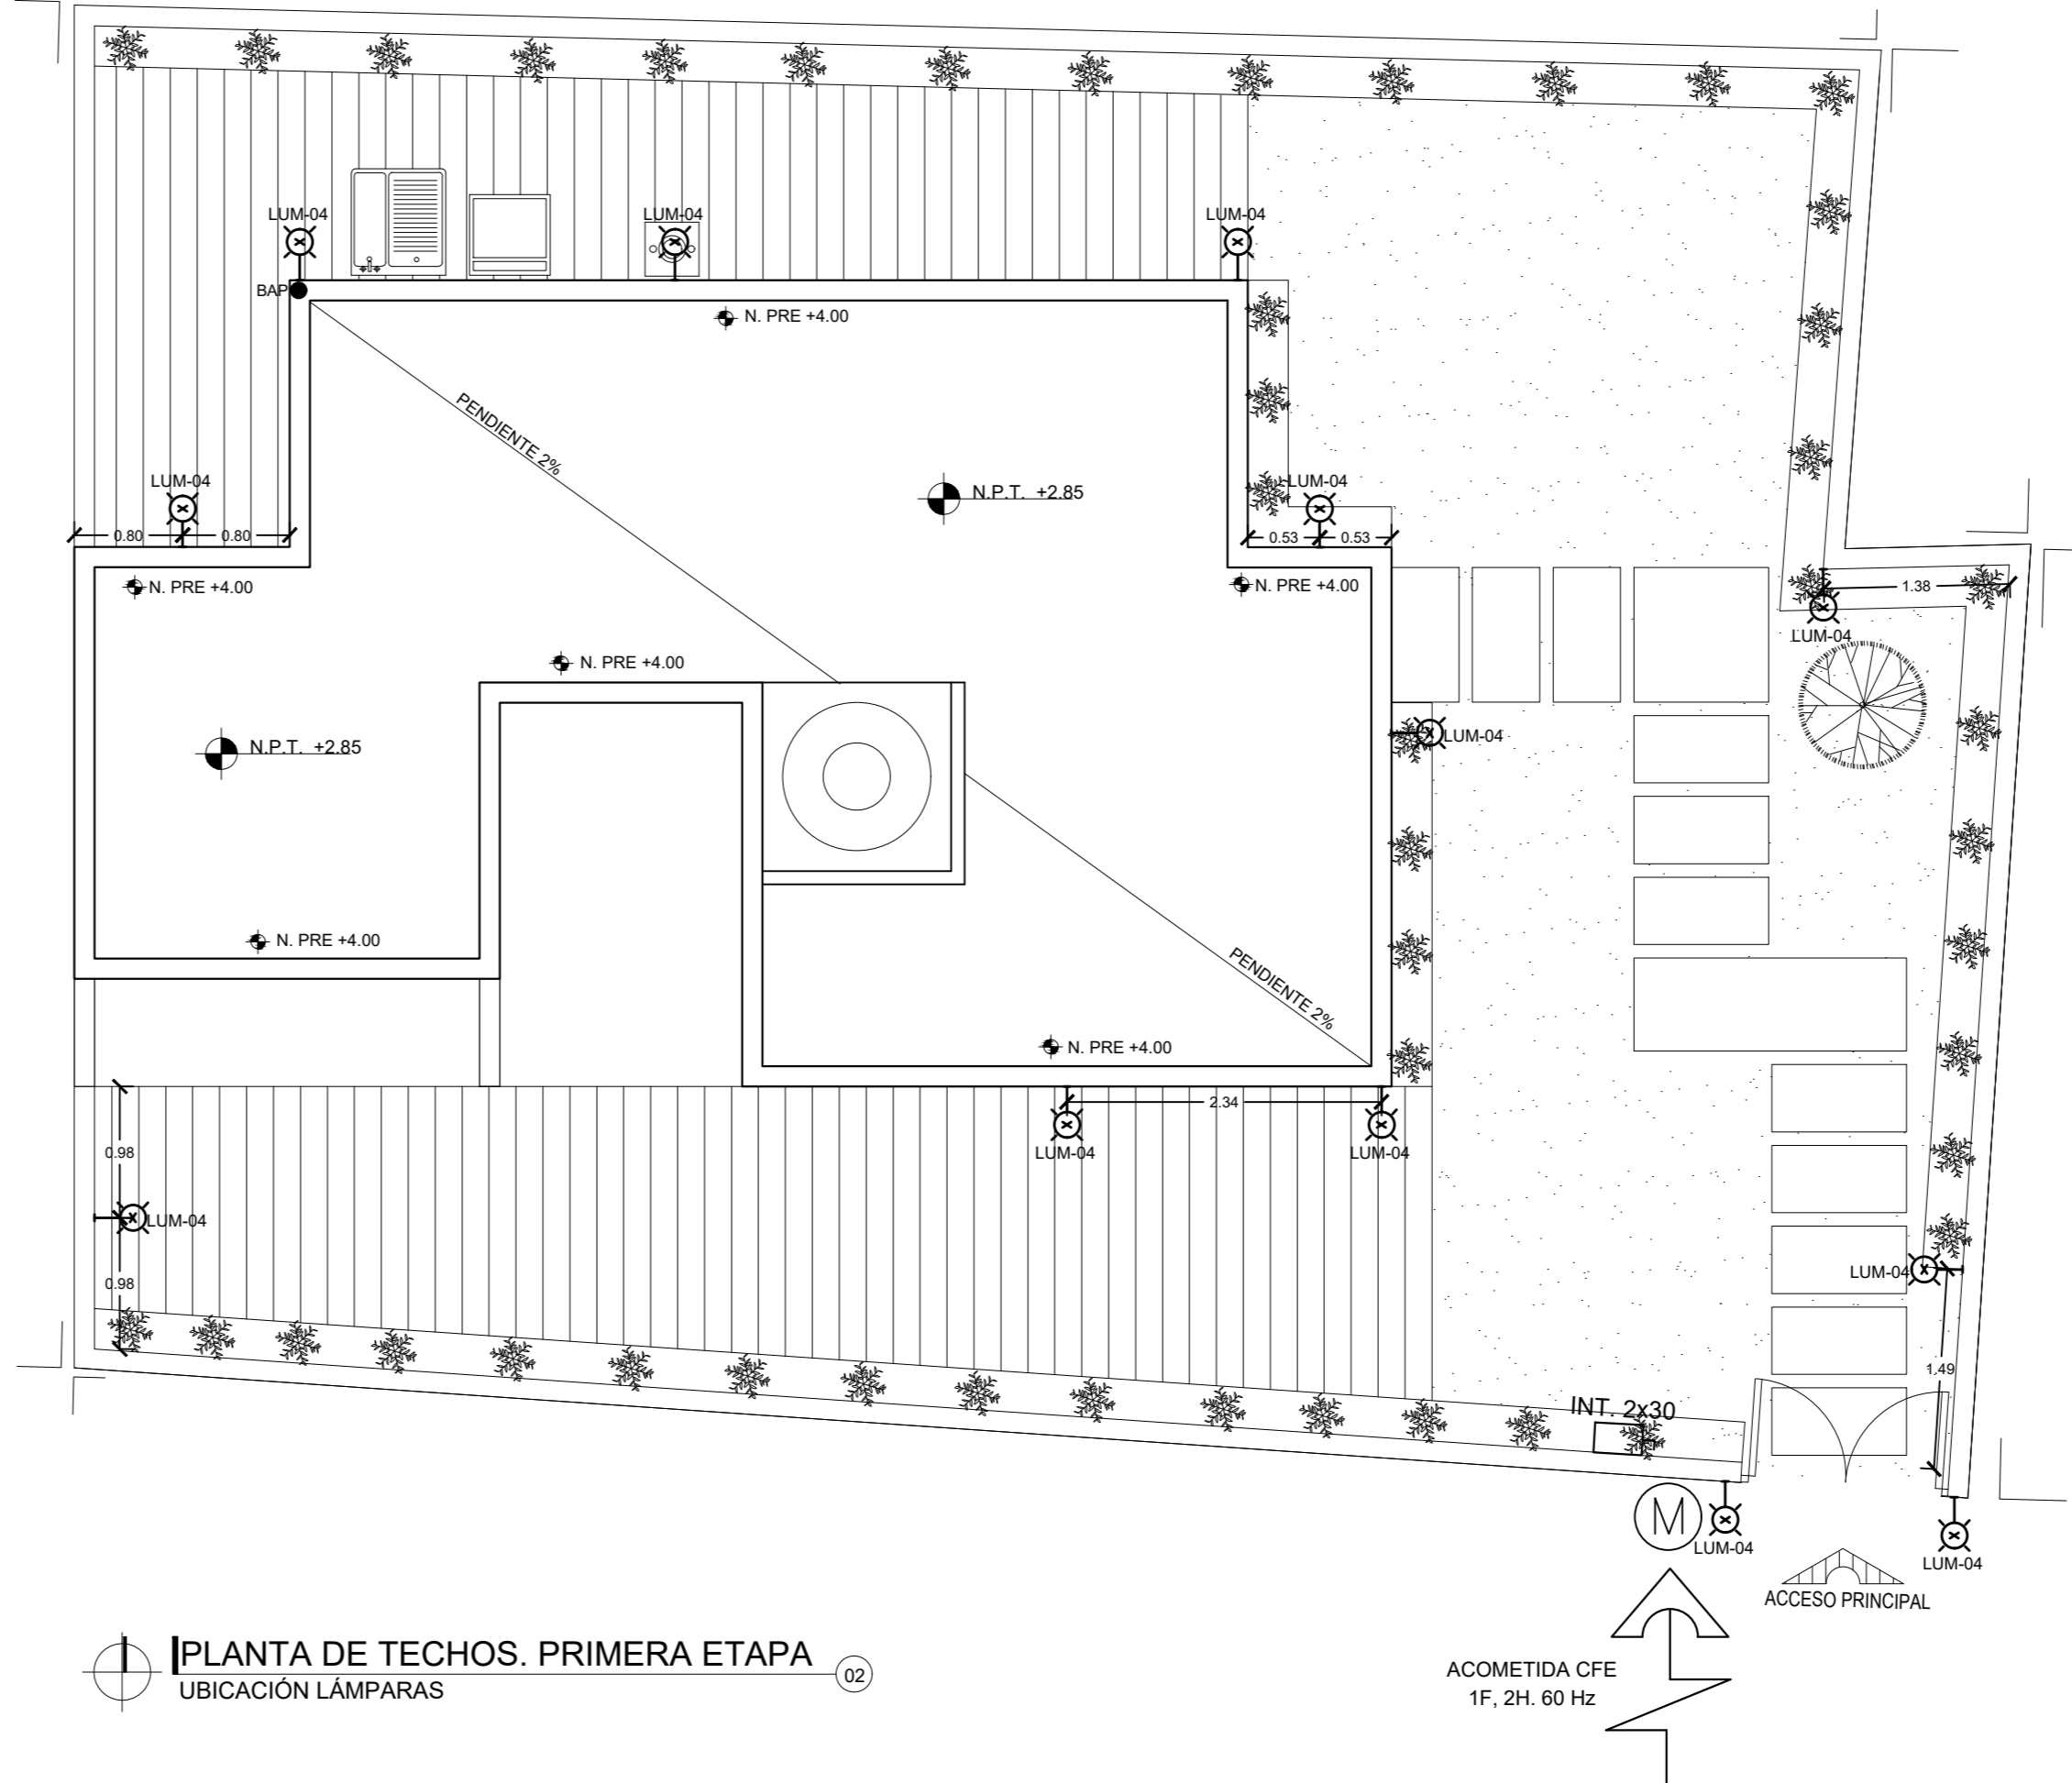 LUM-04
LUM-04
LUM-04
BAP
N. PRE +4.00
PENDIENTE 2%
LUM-04
N.P.T. +2.85
LUM-04
0.80
0.80
0.53
0.53
N. PRE +4.00
N. PRE +4.00
1.38
LUM-04
N. PRE +4.00
N.P.T. +2.85
LUM-04
N. PRE +4.00
PENDIENTE 2%
N. PRE +4.00
2.34
LUM-04
LUM-04
0.98
LUM-04
0.98
LUM-04
1.49
INT. 2x30
M
LUM-04
LUM-04
ACCESO PRINCIPAL
PLANTA DE TECHOS. PRIMERA ETAPA
02
UBICACIÓN LÁMPARAS
ACOMETIDA CFE
1F, 2H. 60 Hz